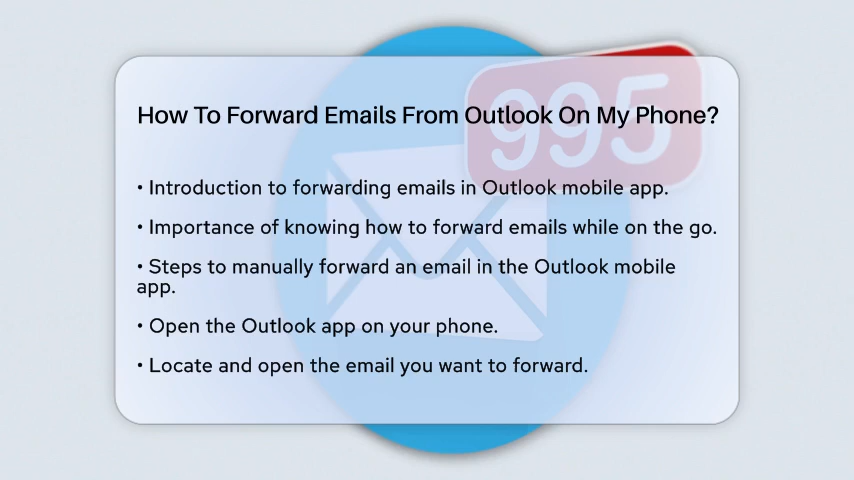 How To Forward Emails From Outlook On My Phone?
995
• Introduction to forwarding emails in Outlook mobile app.
• Importance of knowing how to forward emails while on the go.
• Steps to manually forward an email in the Outlook mobile
app.
• Open the Outlook app on your phone.
• Locate and open the email you want to forward.